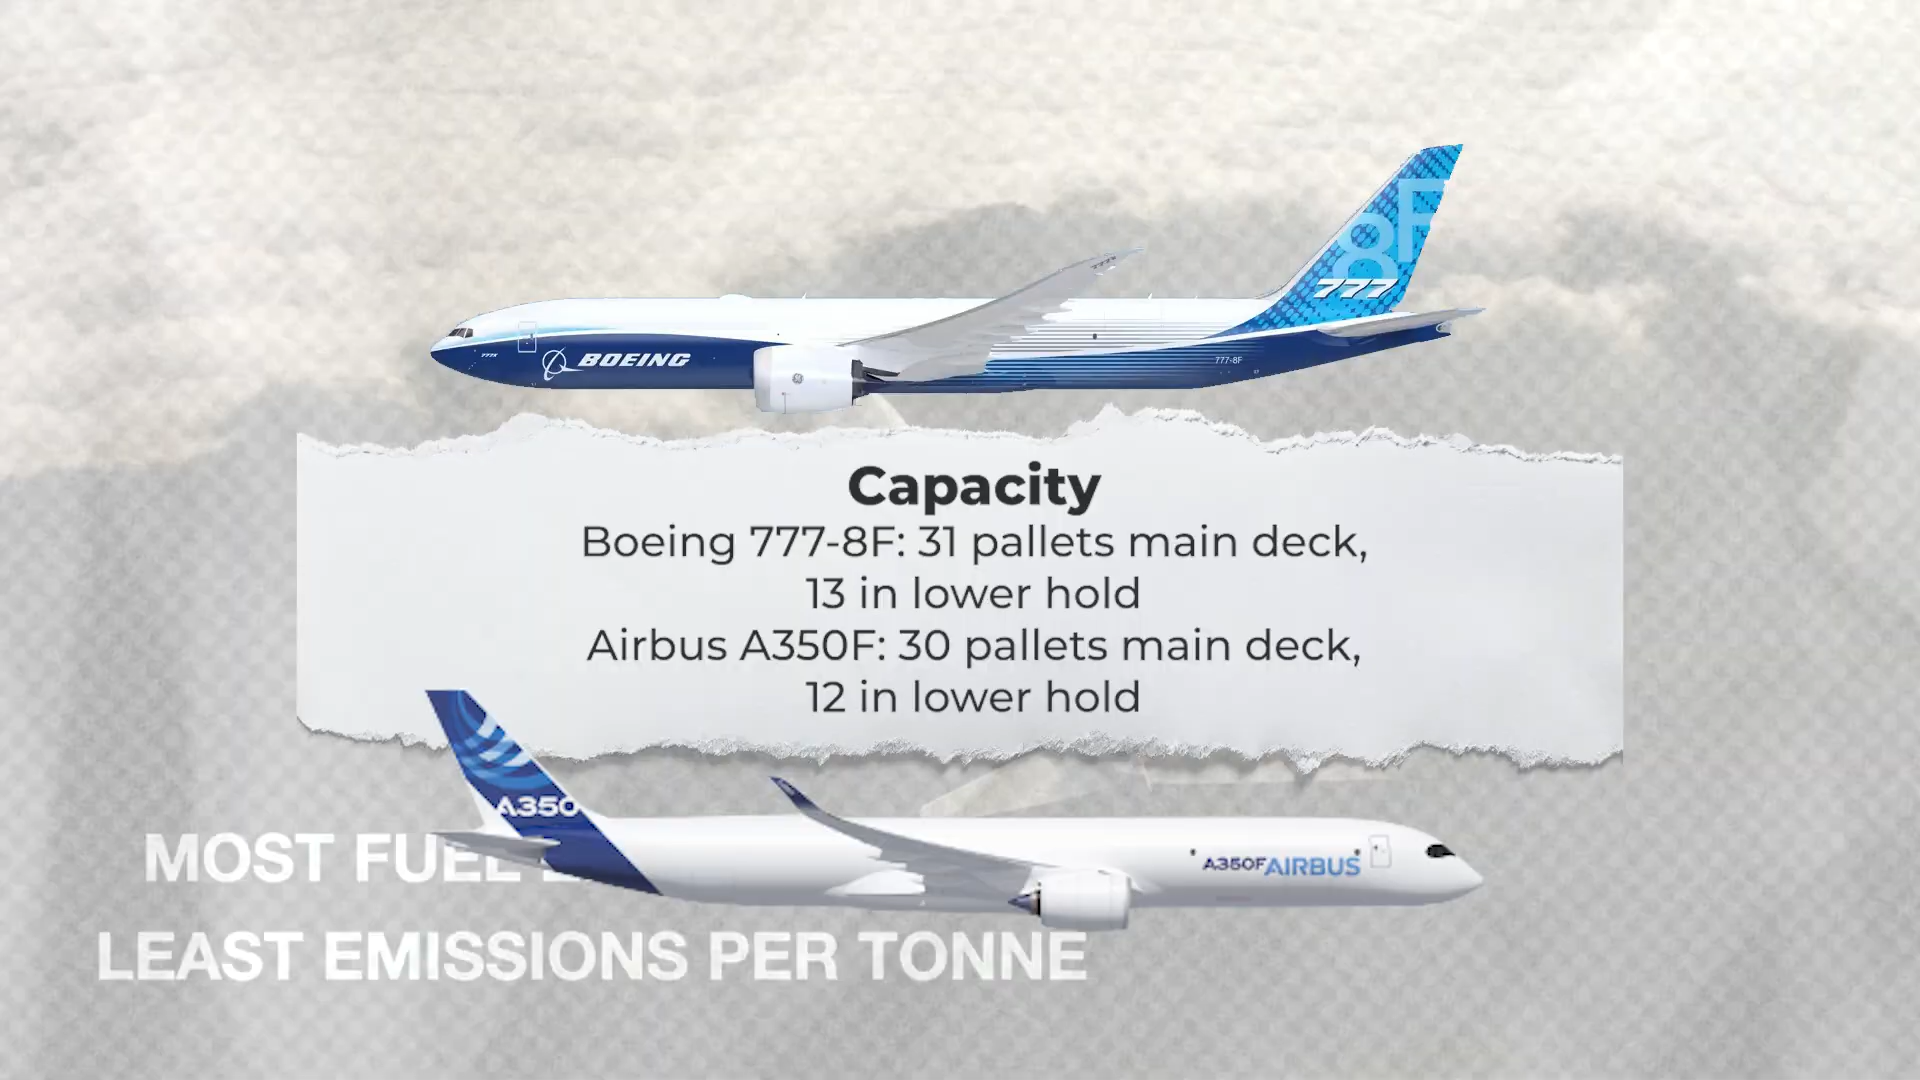 8F
777
777X
BOEING
777-8F
Capacity
Boeing 777-8F: 31 pallets main deck,
13 in lower hold
Airbus A350F: 30 pallets main deck,
12 in lower hold
A350
A350F AIRBUS
MOST FUEL
LEAST EMISSIONS PER TONNE